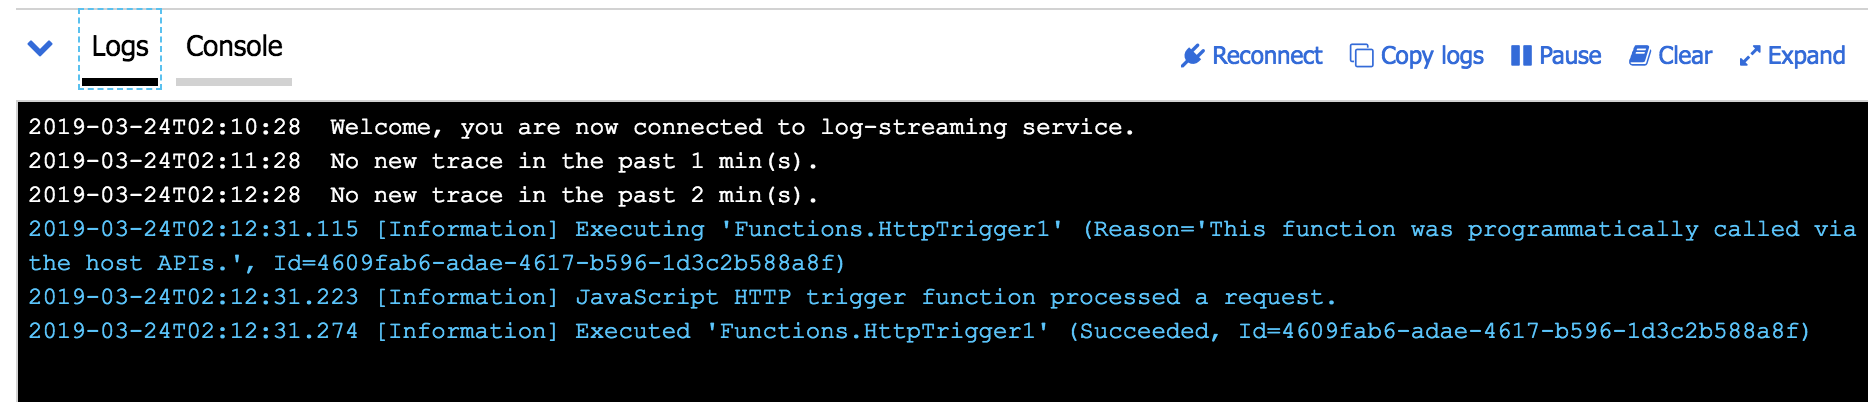 Logs Console Reconnect Copy logs Pause Clear Expand
2019-03-24T02:10:28  Welcome, you are now connected to log-streaming service.
2019-03-24T02:11:28  No new trace in the past 1 min(s).
2019-03-24T02:12:28  No new trace in the past 2 min(s).
2019-03-24T02:12:31.115 [Information] Executing 'Functions.HttpTrigger1' (Reason='This function was programmatically called via
the host APIs.', Id=4609fab6-adae-4617-b596-1d3c2b588a8f)
2019-03-24T02:12:31.223 [Information] JavaScript HTTP trigger function processed a request.
2019-03-24T02:12:31.274 [Information] Executed 'Functions.HttpTrigger1' (Succeeded, Id=4609fab6-adae-4617-b596-1d3c2b588a8f)